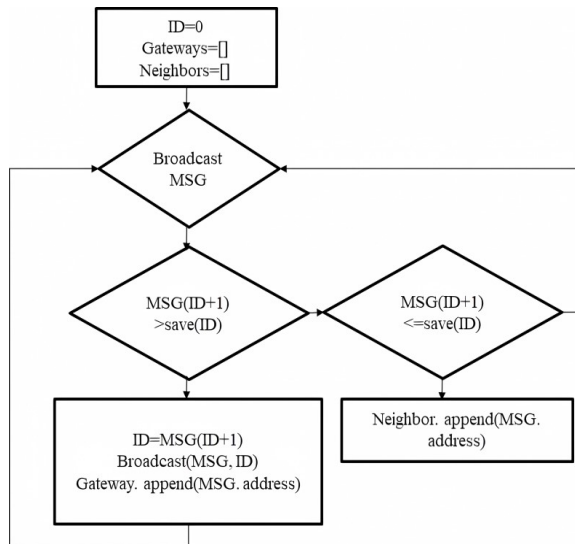 ID=0
Gateways=[]
Neighbors=[]
Broadcast
MSG
MSG(ID+1)
>save(ID)
MSG(ID+1)
<=save(ID)
ID=MSG(ID+1)
Broadcast(MSG, ID)
Gateway. append(MSG. address)
Neighbor. append(MSG.
address)